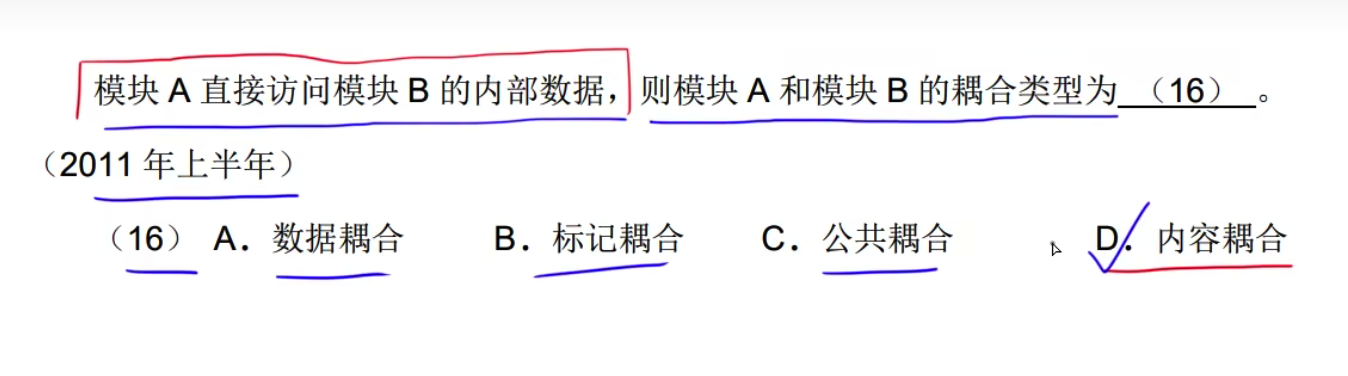 模块 A 直接访问模块 B 的内部数据，则模块 A 和模块 B 的耦合类型为 （16） 。
（2011 年上半年）
（16） A．数据耦合 B．标记耦合 C．公共耦合 D．内容耦合